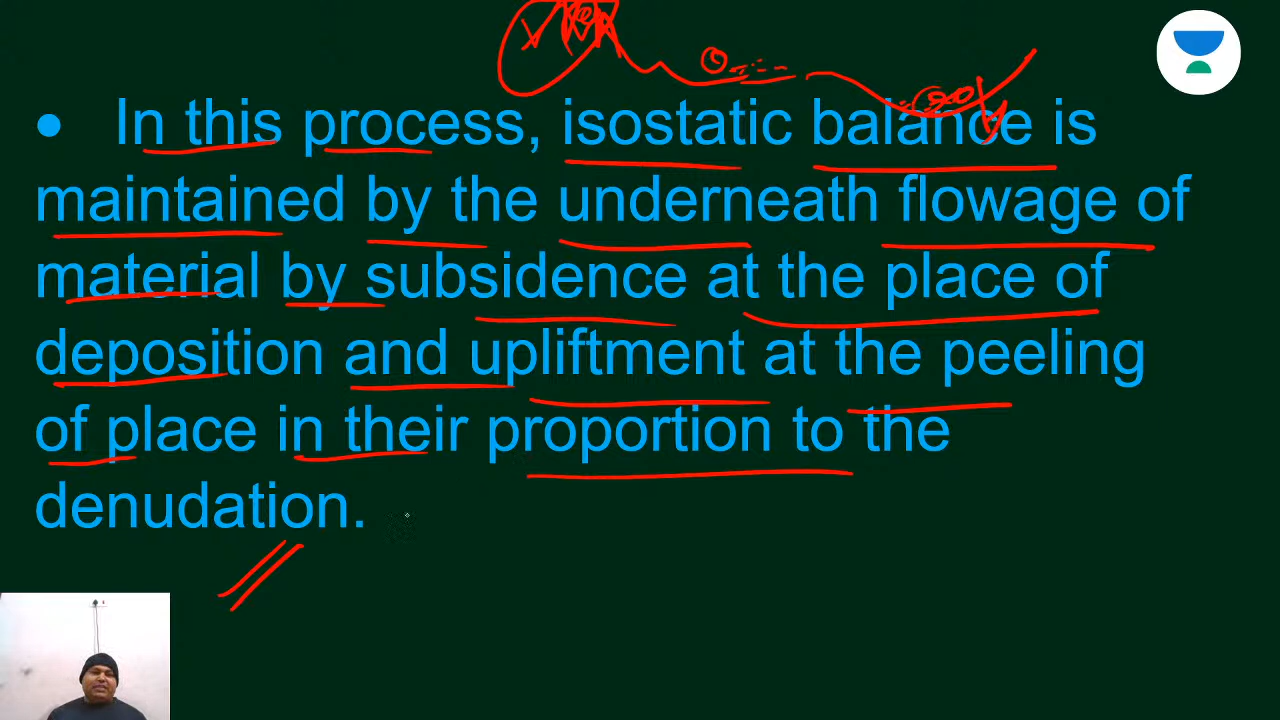 • In this process, isostatic balance is
maintained by the underneath flowage of
material by subsidence at the place of
deposition and upliftment at the peeling
of place in their proportion to the
denudation.